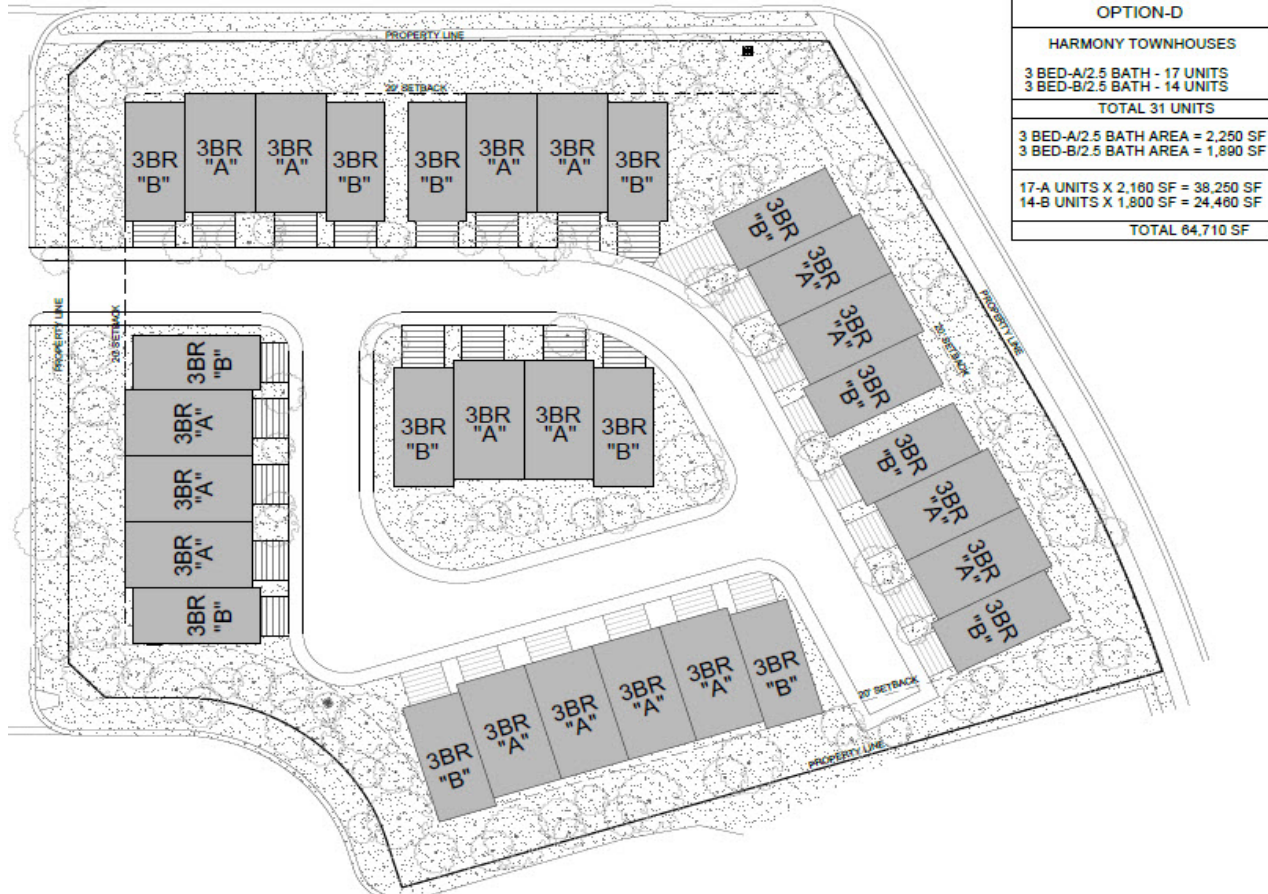 OPTION-D
HARMONY TOWNHOUSES
3 BED-A/2.5 BATH - 17 UNITS
3 BED-B/2.5 BATH - 14 UNITS
TOTAL 31 UNITS
3 BED-A/2.5 BATH AREA = 2,250 SF
3 BED-B/2.5 BATH AREA = 1,890 SF
17-A UNITS X 2,160 SF = 38,250 SF
14-B UNITS X 1,800 SF = 24,460 SF
TOTAL 64,710 SF
PROPERTY LINE
20' SETBACK
3BR
"B"
3BR
"A"
3BR
"A"
3BR
"B"
3BR
"B"
3BR
"A"
3BR
"A"
3BR
"B"
3BR
"B"
3BR
"A"
3BR
"A"
3BR
"B"
PROPERTY LINE
20' SETBACK
PROPERTY LINE
20' SETBACK
3BR
"B"
3BR
"A"
3BR
"A"
3BR
"A"
3BR
"B"
3BR
"B"
3BR
"A"
3BR
"A"
3BR
"B"
3BR
"B"
3BR
"A"
3BR
"A"
3BR
"B"
3BR
"B"
3BR
"A"
3BR
"A"
3BR
"A"
3BR
"A"
3BR
"B"
20' SETBACK
PROPERTY LINE